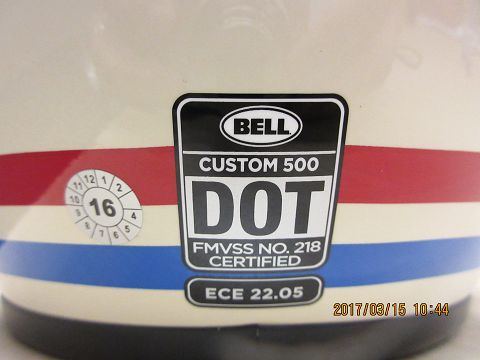 BELL
CUSTOM 500
DOT
FMVSS NO. 218
CERTIFIED
ECE 22.05
12 1 2 4 5 6 7 8 9 10 11
16
2017/03/15 10:44